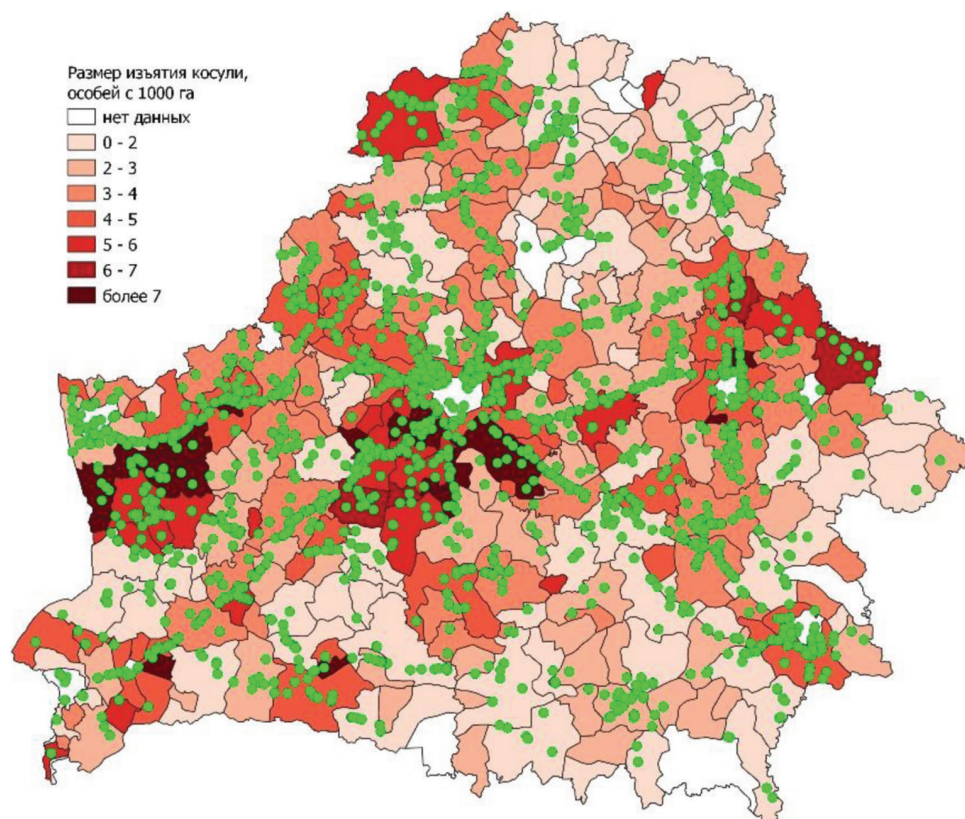 Размер изъятия косули,
особей с 1000 га
нет данных
0 - 2
2 - 3
3 - 4
4 - 5
5 - 6
6 - 7
более 7